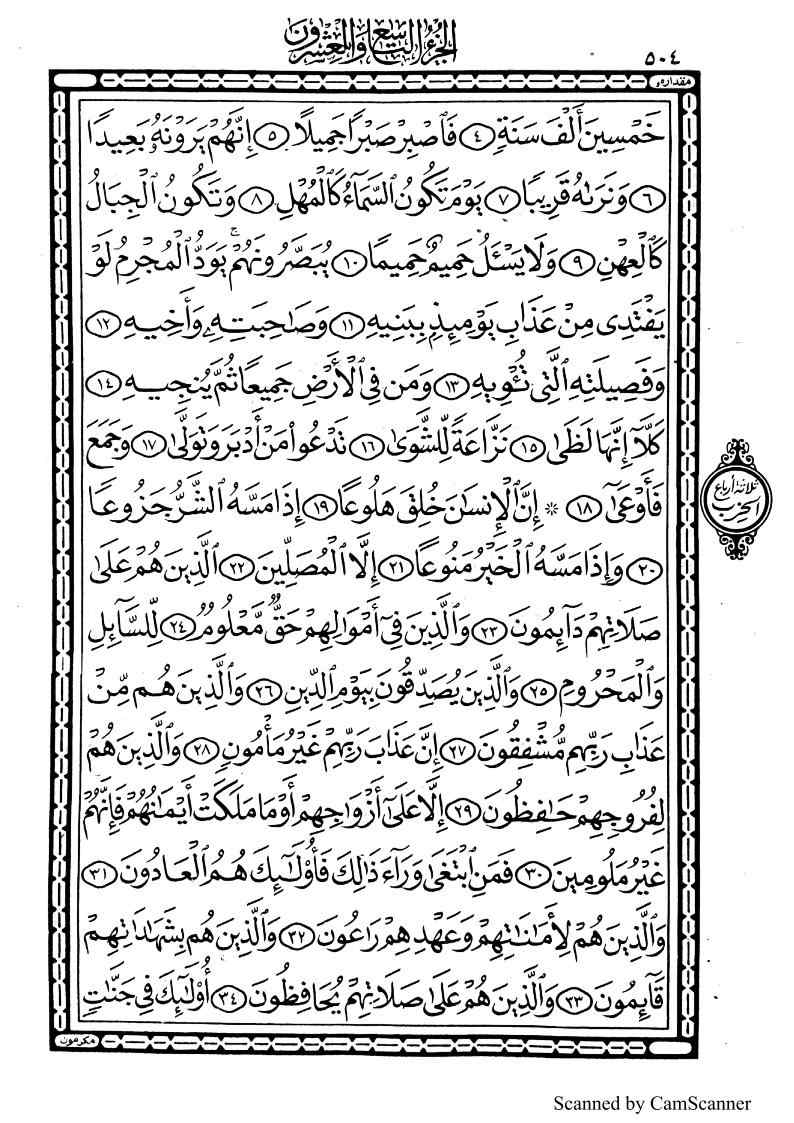 الجزء التاسع والعشرون
٥٠٤
مقداره
خَمْسِينَ أَلْفَ سَنَةٍ ٤ فَٱصْبِرْ صَبْرًا جَمِيلًا ٥ إِنَّهُمْ يَرَوْنَهُۥ بَعِيدًا
٦ وَنَرَىٰهُ قَرِيبًا ٧ يَوْمَ تَكُونُ ٱلسَّمَآءُ كَٱلْمُهْلِ ٨ وَتَكُونُ ٱلْجِبَالُ
كَٱلْعِهْنِ ٩ وَلَا يَسْـَٔلُ حَمِيمٌ حَمِيمًا ١٠ يُبَصَّرُونَهُمْ ۚ يَوَدُّ ٱلْمُجْرِمُ لَوْ
يَفْتَدِى مِنْ عَذَابِ يَوْمِئِذٍۭ بِبَنِيهِ ١١ وَصَٰحِبَتِهِۦ وَأَخِيهِ ١٢
وَفَصِيلَتِهِ ٱلَّتِى تُـْٔوِيهِ ١٣ وَمَن فِى ٱلْأَرْضِ جَمِيعًا ثُمَّ يُنجِيهِ ١٤
كَلَّآ إِنَّهَا لَظَىٰ ١٥ نَزَّاعَةً لِّلشَّوَىٰ ١٦ تَدْعُوا۟ مَنْ أَدْبَرَ وَتَوَلَّىٰ ١٧ وَجَمَعَ
فَأَوْعَىٰٓ ١٨ * إِنَّ ٱلْإِنسَٰنَ خُلِقَ هَلُوعًا ١٩ إِذَا مَسَّهُ ٱلشَّرُّ جَزُوعًا
٢٠ وَإِذَا مَسَّهُ ٱلْخَيْرُ مَنُوعًا ٢١ إِلَّا ٱلْمُصَلِّينَ ٢٢ ٱلَّذِينَ هُمْ عَلَىٰ
صَلَاتِهِمْ دَآئِمُونَ ٢٣ وَٱلَّذِينَ فِىٓ أَمْوَٰلِهِمْ حَقٌّ مَّعْلُومٌ ٢٤ لِّلسَّآئِلِ
وَٱلْمَحْرُومِ ٢٥ وَٱلَّذِينَ يُصَدِّقُونَ بِيَوْمِ ٱلدِّينِ ٢٦ وَٱلَّذِينَ هُم مِّنْ
عَذَابِ رَبِّهِم مُّشْفِقُونَ ٢٧ إِنَّ عَذَابَ رَبِّهِمْ غَيْرُ مَأْمُونٍ ٢٨ وَٱلَّذِينَ هُمْ
لِفُرُوجِهِمْ حَٰفِظُونَ ٢٩ إِلَّا عَلَىٰٓ أَزْوَٰجِهِمْ أَوْ مَا مَلَكَتْ أَيْمَٰنُهُمْ فَإِنَّهُمْ
غَيْرُ مَلُومِينَ ٣٠ فَمَنِ ٱبْتَغَىٰ وَرَآءَ ذَٰلِكَ فَأُو۟لَٰٓئِكَ هُمُ ٱلْعَادُونَ ٣١
وَٱلَّذِينَ هُمْ لِأَمَٰنَٰتِهِمْ وَعَهْدِهِمْ رَٰعُونَ ٣٢ وَٱلَّذِينَ هُم بِشَهَٰدَٰتِهِمْ
قَآئِمُونَ ٣٣ وَٱلَّذِينَ هُمْ عَلَىٰ صَلَاتِهِمْ يُحَافِظُونَ ٣٤ أُو۟لَٰٓئِكَ فِى جَنَّٰتٍ
ثلاثة أرباع
الحزب
مكرمون
Scanned by CamScanner